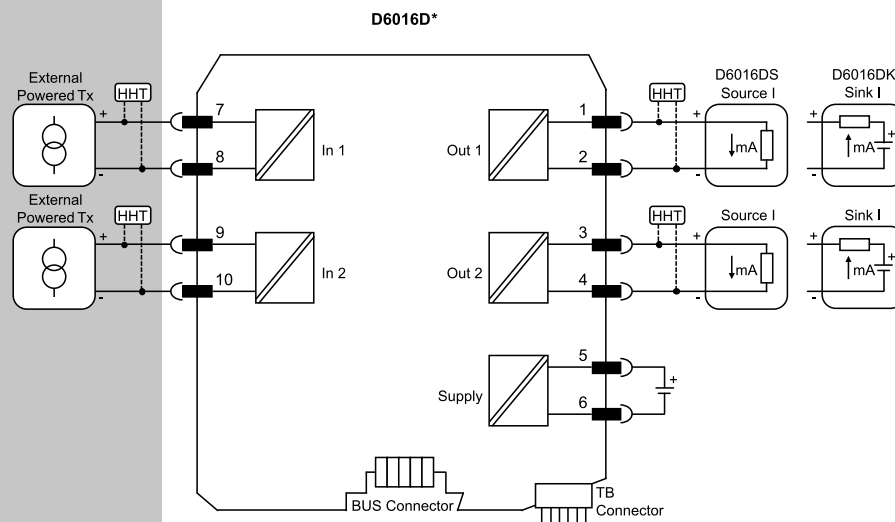 D6016D*
External
Powered Tx
HHT
+
-
7
8
In 1
Out 1
1
2
HHT
+
-
D6016DS
Source I
mA
D6016DK
Sink I
+
-
mA
+
External
Powered Tx
HHT
+
-
9
10
In 2
Out 2
3
4
HHT
+
-
Source I
mA
Sink I
+
-
mA
+
Supply
5
6
+
BUS Connector
TB
Connector